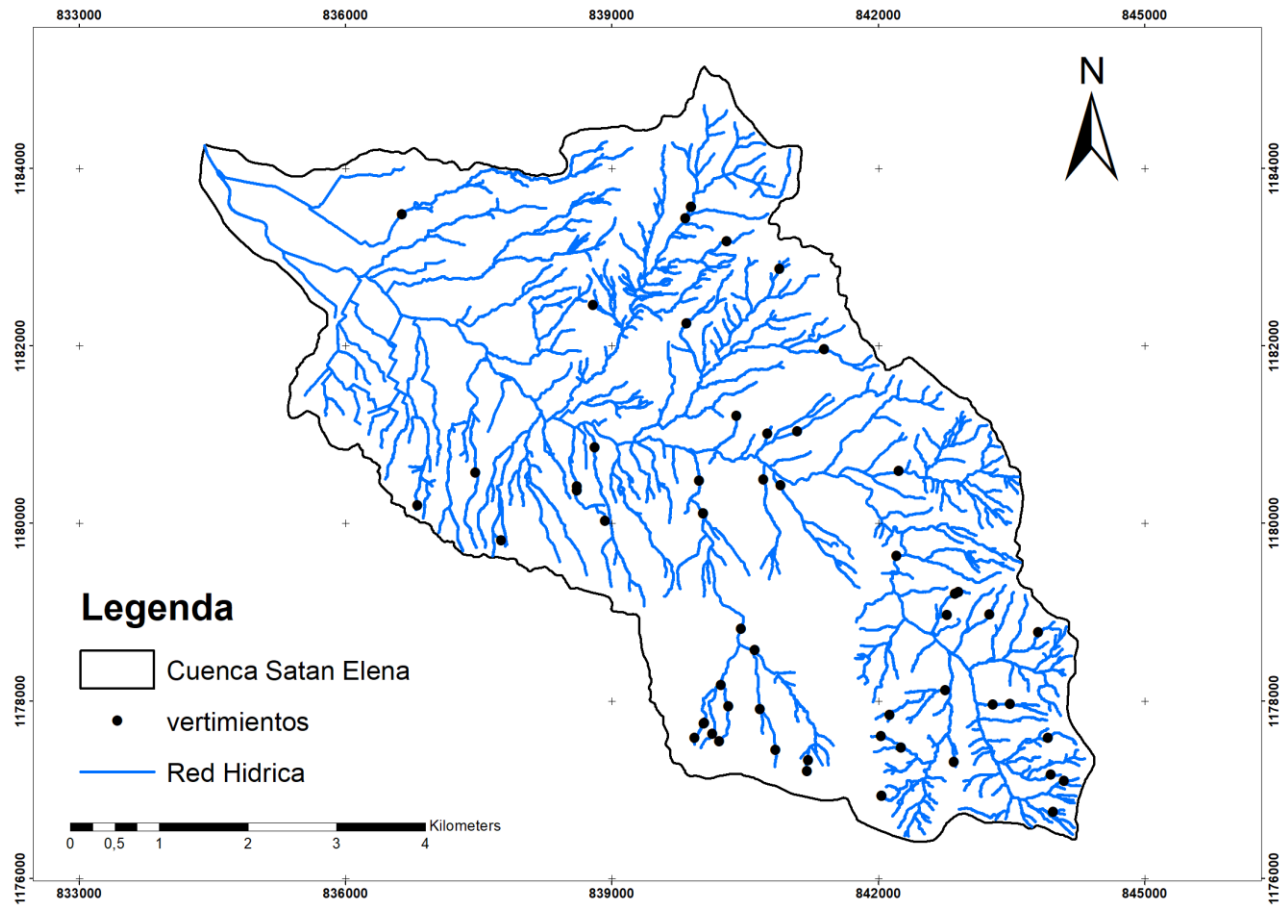 833000 836000 839000 842000 845000
N
1184000 1184000
1182000 1182000
1180000 1180000
1178000 1178000
1176000 1176000
Legenda
Cuenca Satan Elena
vertimientos
Red Hidrica
Kilometers
0 0,5 1 2 3 4
833000 836000 839000 842000 845000